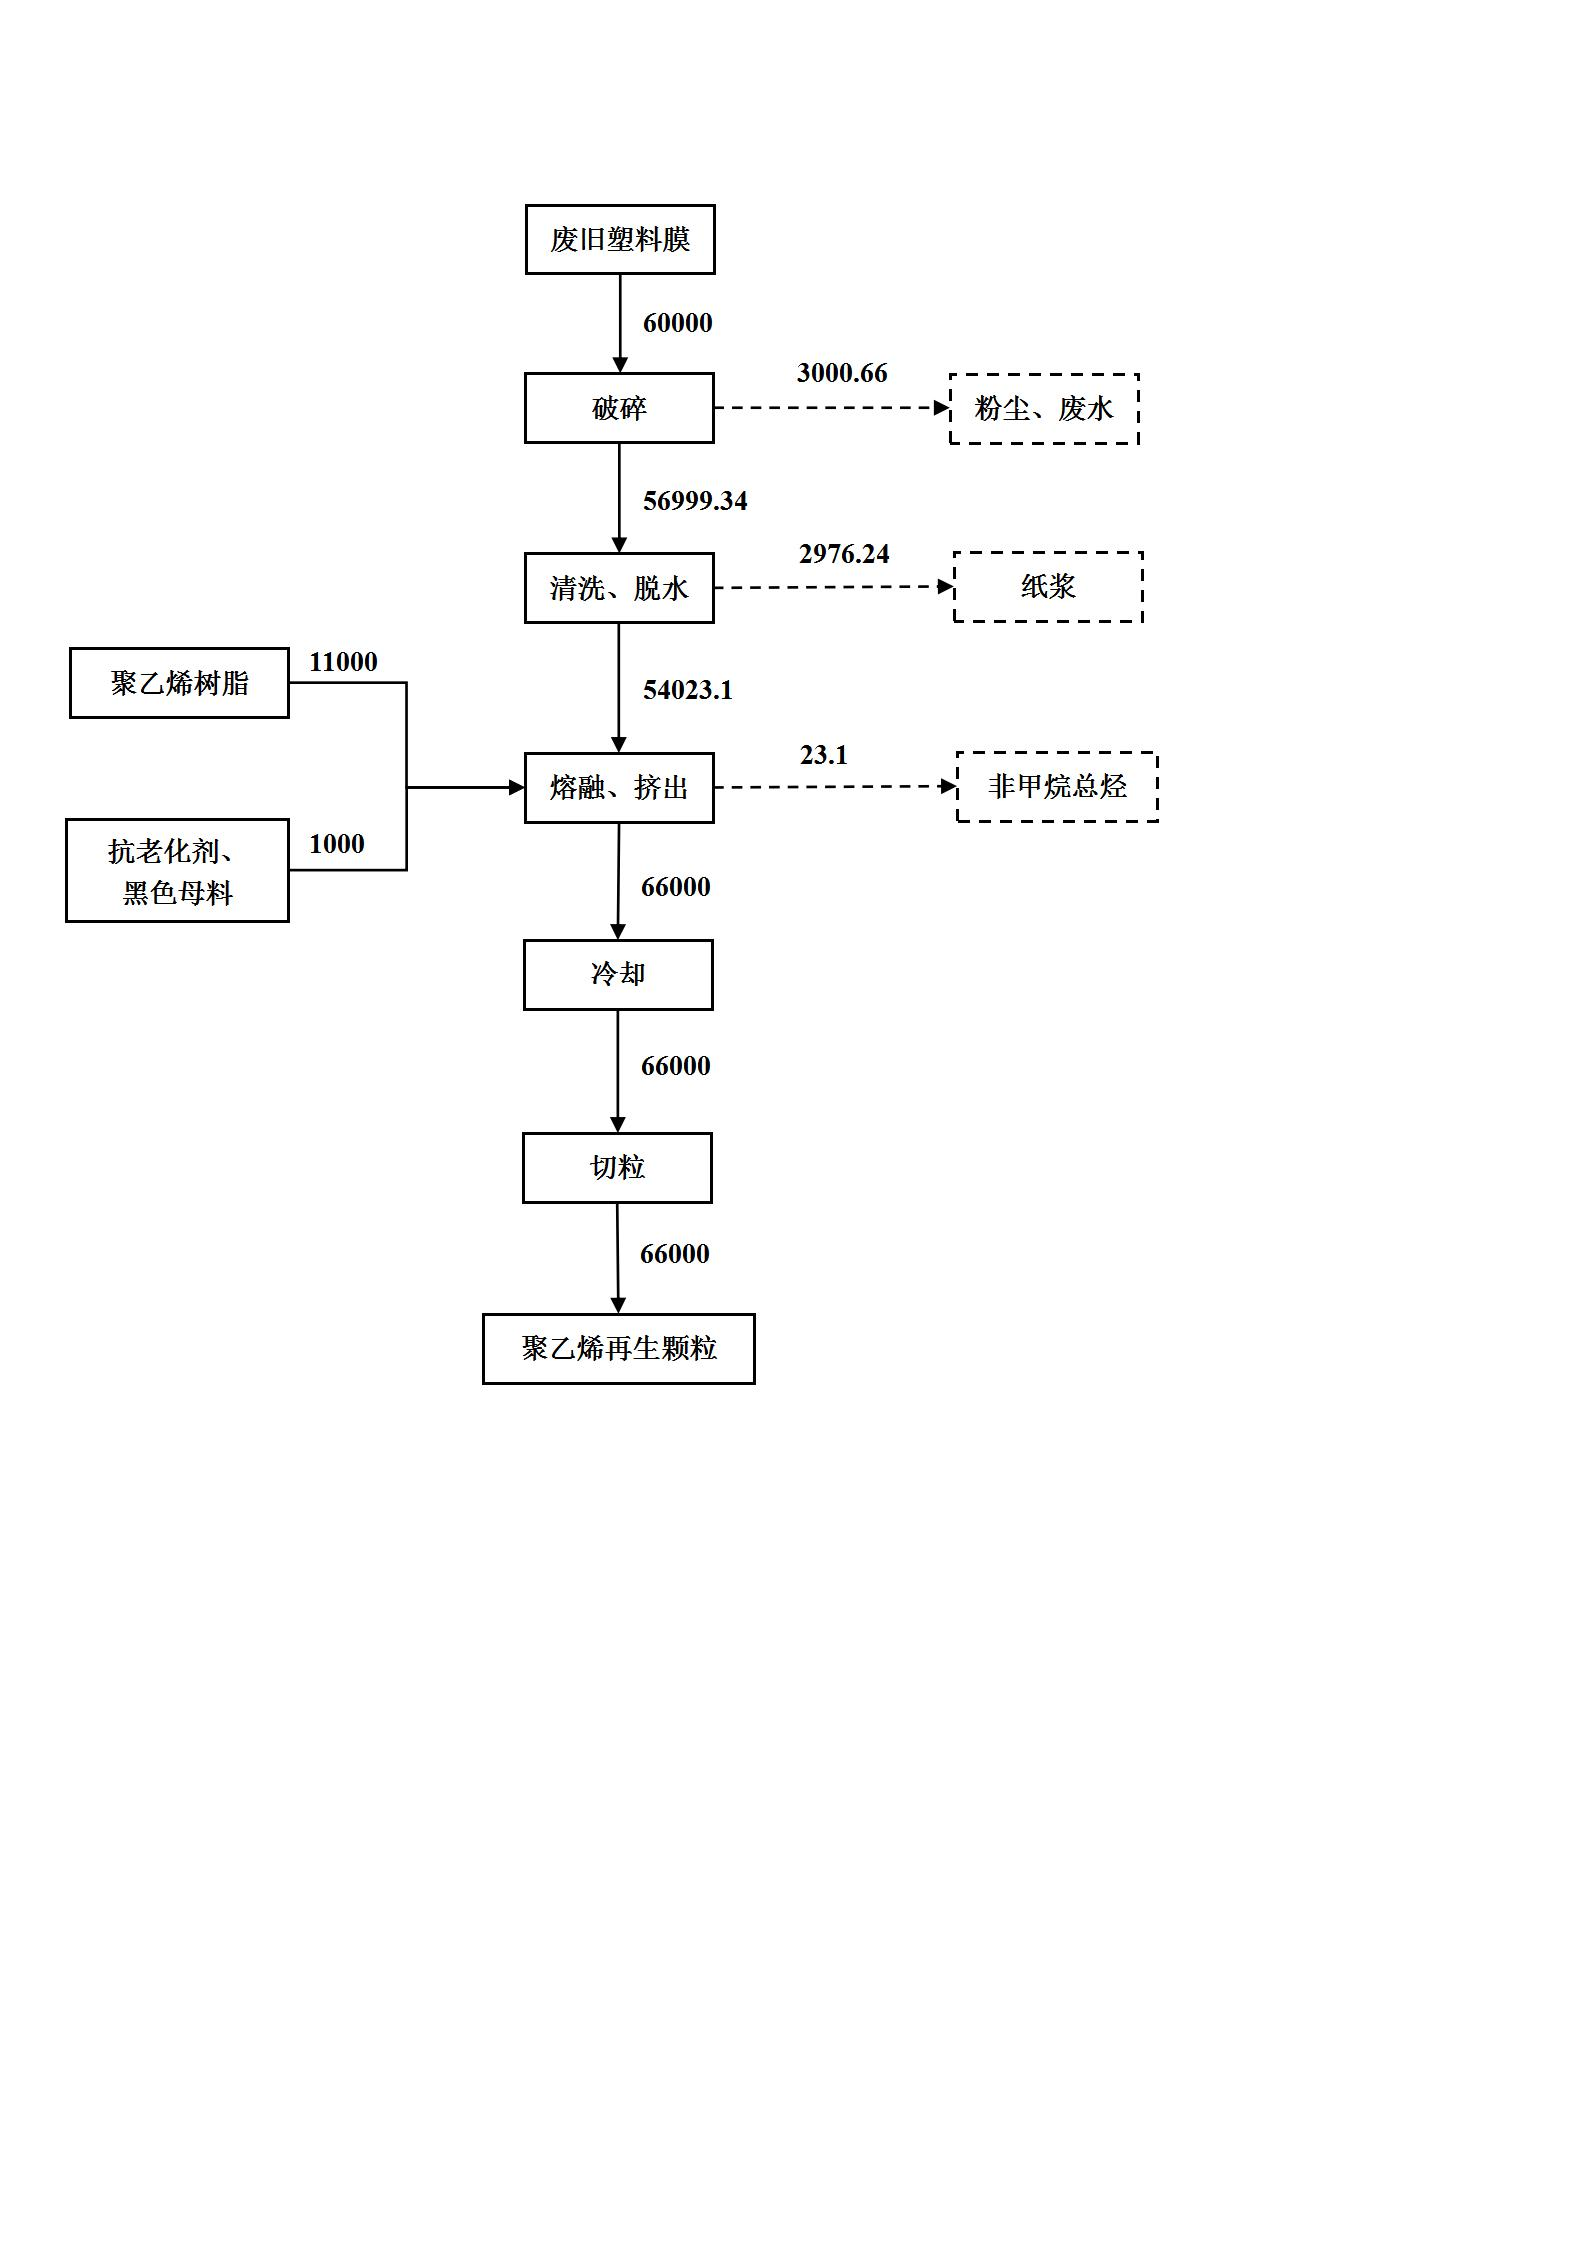 废旧塑料膜
60000
3000.66
破碎
粉尘、废水
56999.34
2976.24
清洗、脱水
纸浆
11000
聚乙烯树脂
54023.1
23.1
熔融、挤出
非甲烷总烃
1000
抗老化剂、
黑色母料
66000
冷却
66000
切粒
66000
聚乙烯再生颗粒